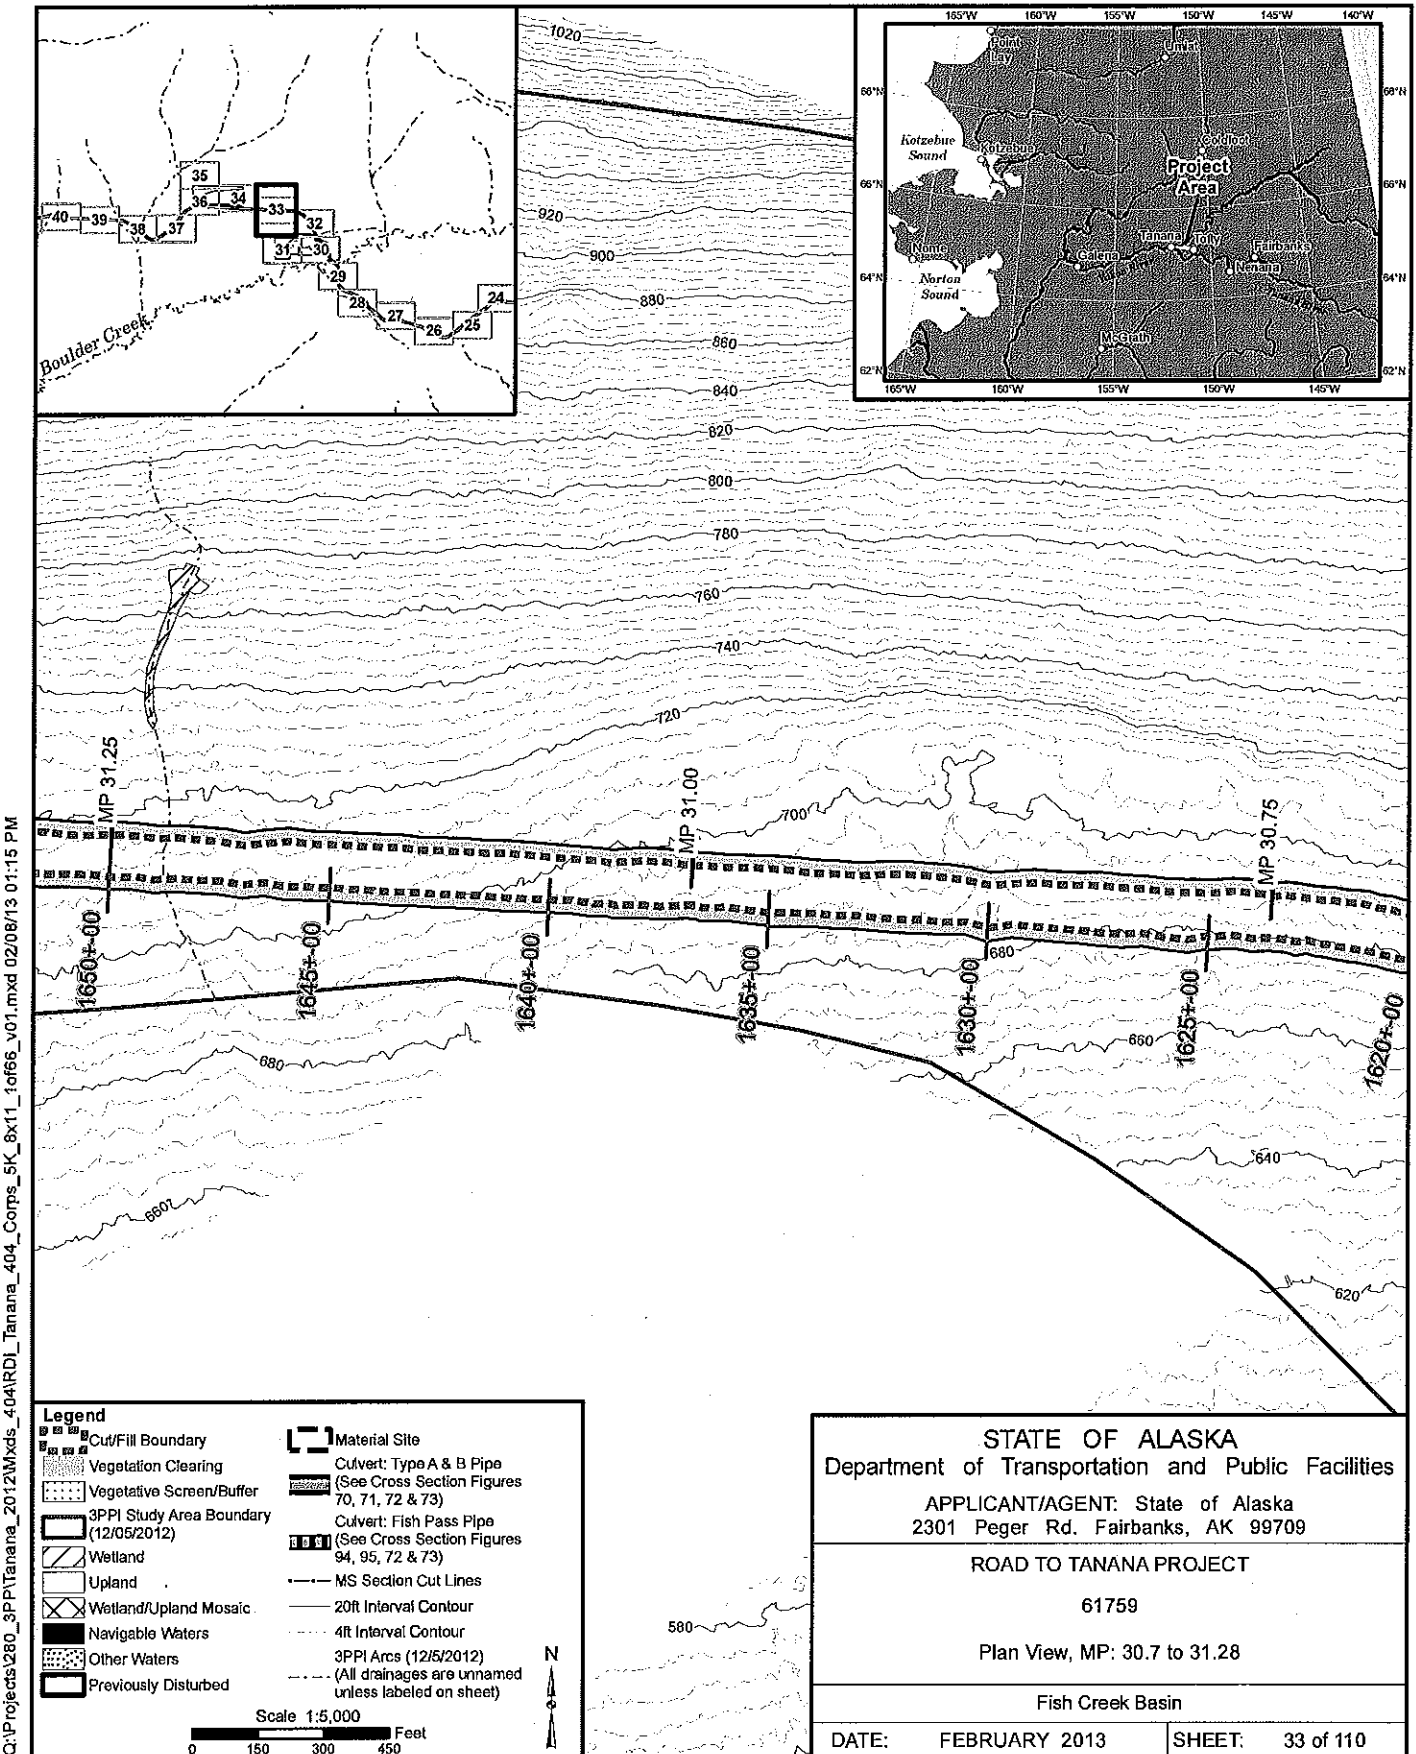 1020
920
900
880
860
840
820
800
780
760
740
720
700
680
660
640
620
680
660
580
35
36
34
33
32
40
39
38
37
31
30
29
28
27
26
25
24
Boulder Creek
165°W 160°W 155°W 150°W 145°W 140°W
Point
Lay
Umiat
68°N 68°N
Kotzebue
Sound
Kotzebue
Coldfoot
Project
Area
66°N 66°N
Tanana Tofty
Fairbanks
Nome
Galena
Nenana
64°N 64°N
Norton
Sound
McGrath
62°N 62°N
165°W 160°W 155°W 150°W 145°W
MP 31.25
MP 31.00
MP 30.75
1650+-00
1645+-00
1640+-00
1635+-00
1630+-00
1625+-00
1620+-00
Q:\Projects\280_3PP\Tanana_2012\Mxds_404\RDI_Tanana_404_Corps_5K_8x11_1of66_v01.mxd 02/08/13 01:15 PM
Legend
Cut/Fill Boundary
Vegetation Clearing
Vegetative Screen/Buffer
3PPI Study Area Boundary
(12/05/2012)
Wetland
Upland
Wetland/Upland Mosaic
Navigable Waters
Other Waters
Previously Disturbed
Material Site
Culvert: Type A & B Pipe
(See Cross Section Figures
70, 71, 72 & 73)
Culvert: Fish Pass Pipe
(See Cross Section Figures
94, 95, 72 & 73)
MS Section Cut Lines
20ft Interval Contour
4ft Interval Contour
3PPI Arcs (12/5/2012)
(All drainages are unnamed
unless labeled on sheet)
N
Scale 1:5,000
Feet
0 150 300 450
STATE OF ALASKA
Department of Transportation and Public Facilities
APPLICANT/AGENT: State of Alaska
2301 Peger Rd. Fairbanks, AK 99709
ROAD TO TANANA PROJECT
61759
Plan View, MP: 30.7 to 31.28
Fish Creek Basin
DATE: FEBRUARY 2013 SHEET: 33 of 110